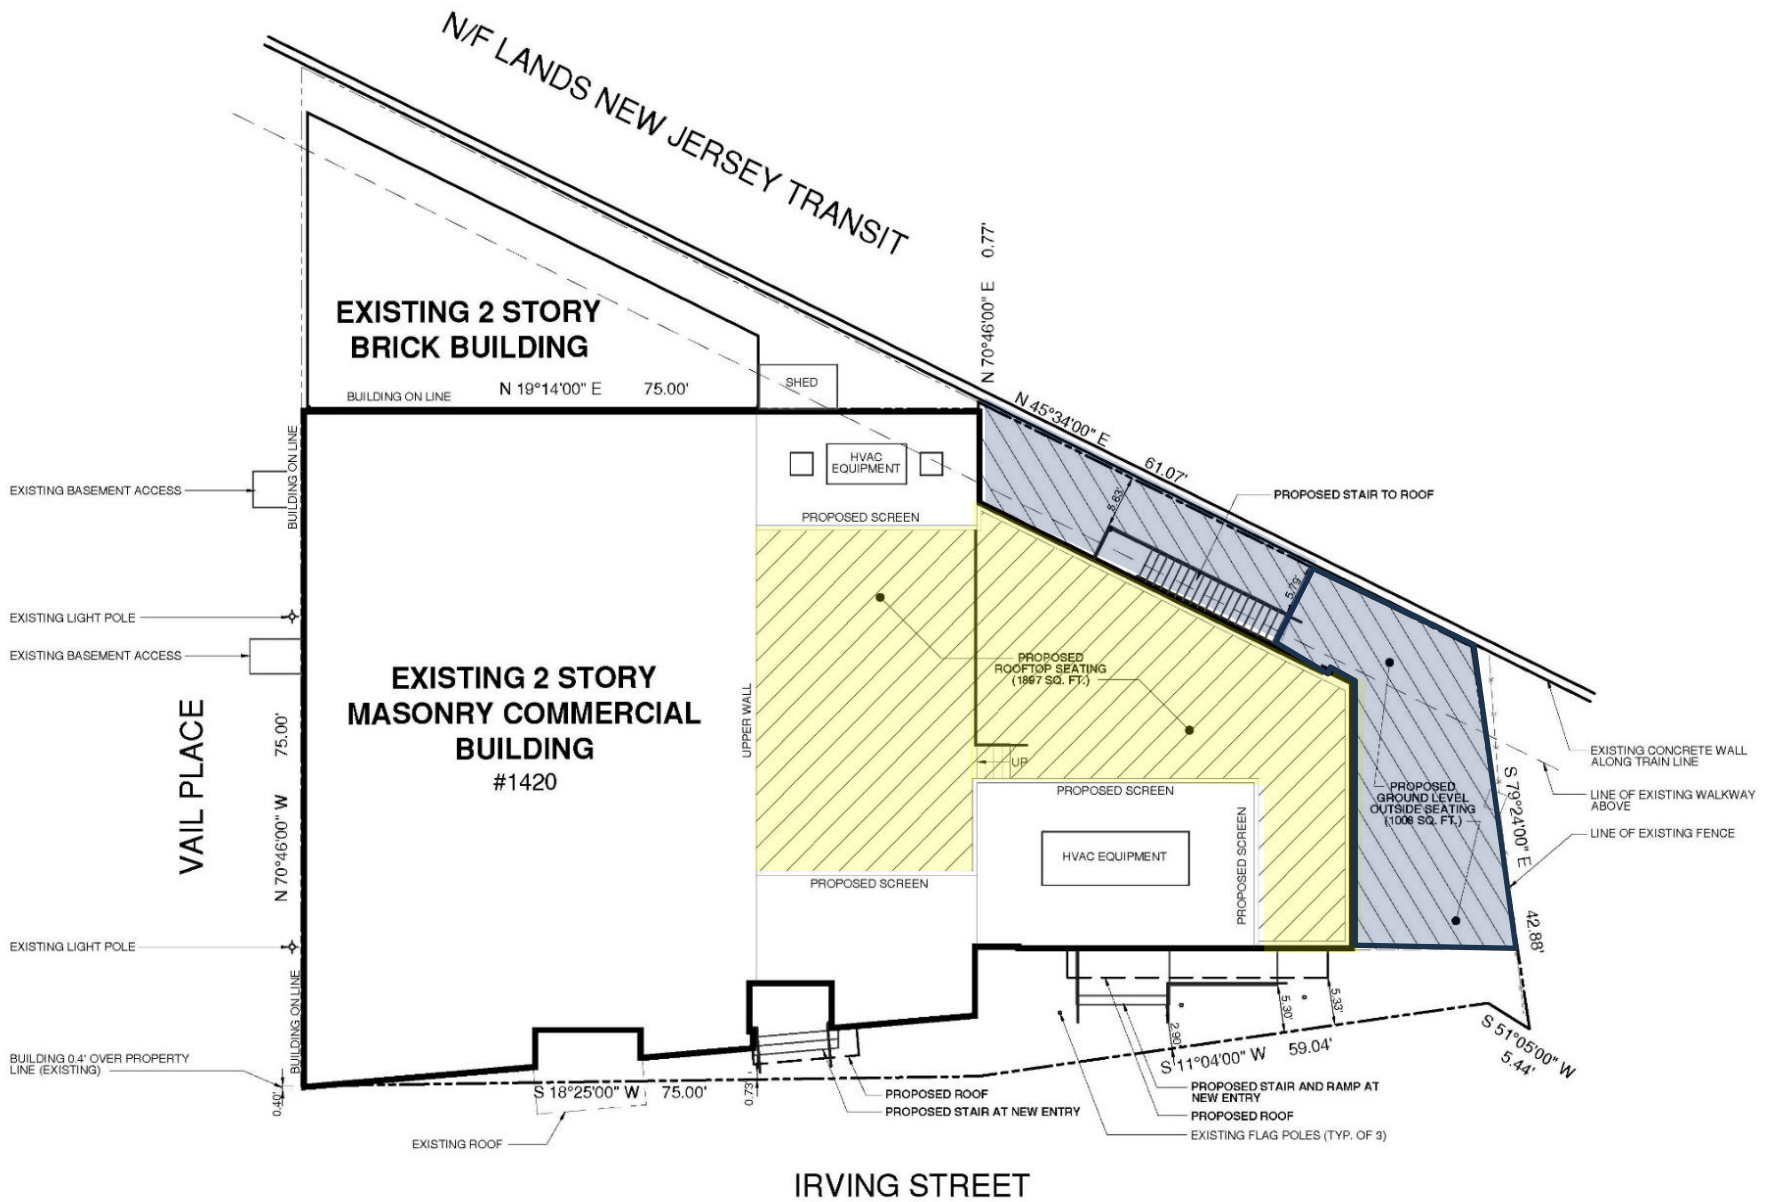 N/F LANDS NEW JERSEY TRANSIT
N 70°46'00" E 0.77'
EXISTING 2 STORY
BRICK BUILDING
BUILDING ON LINE
N 19°14'00" E 75.00'
SHED
N 45°34'00" E
61.07'
HVAC
EQUIPMENT
BUILDING ON LINE
EXISTING BASEMENT ACCESS
PROPOSED STAIR TO ROOF
PROPOSED SCREEN
5.79'
EXISTING LIGHT POLE
EXISTING BASEMENT ACCESS
PROPOSED
ROOFTOP SEATING
(1897 SQ. FT.)
EXISTING 2 STORY
MASONRY COMMERCIAL
BUILDING
#1420
UPPER WALL
UP
VAIL PLACE
N 70°46'00" W 75.00'
EXISTING CONCRETE WALL
ALONG TRAIN LINE
PROPOSED
GROUND LEVEL
OUTSIDE SEATING
(1008 SQ. FT.)
S 79°24'00" E
42.88'
LINE OF EXISTING WALKWAY
ABOVE
LINE OF EXISTING FENCE
PROPOSED SCREEN
HVAC EQUIPMENT
PROPOSED SCREEN
PROPOSED SCREEN
EXISTING LIGHT POLE
BUILDING ON LINE
BUILDING 0.4' OVER PROPERTY
LINE (EXISTING)
0.40'
S 18°25'00" W 75.00'
0.73'
2.90'
5.30'
5.33'
S 11°04'00" W 59.04'
S 51°05'00" W
5.44'
PROPOSED ROOF
PROPOSED STAIR AT NEW ENTRY
PROPOSED STAIR AND RAMP AT
NEW ENTRY
PROPOSED ROOF
EXISTING FLAG POLES (TYP. OF 3)
EXISTING ROOF
IRVING STREET